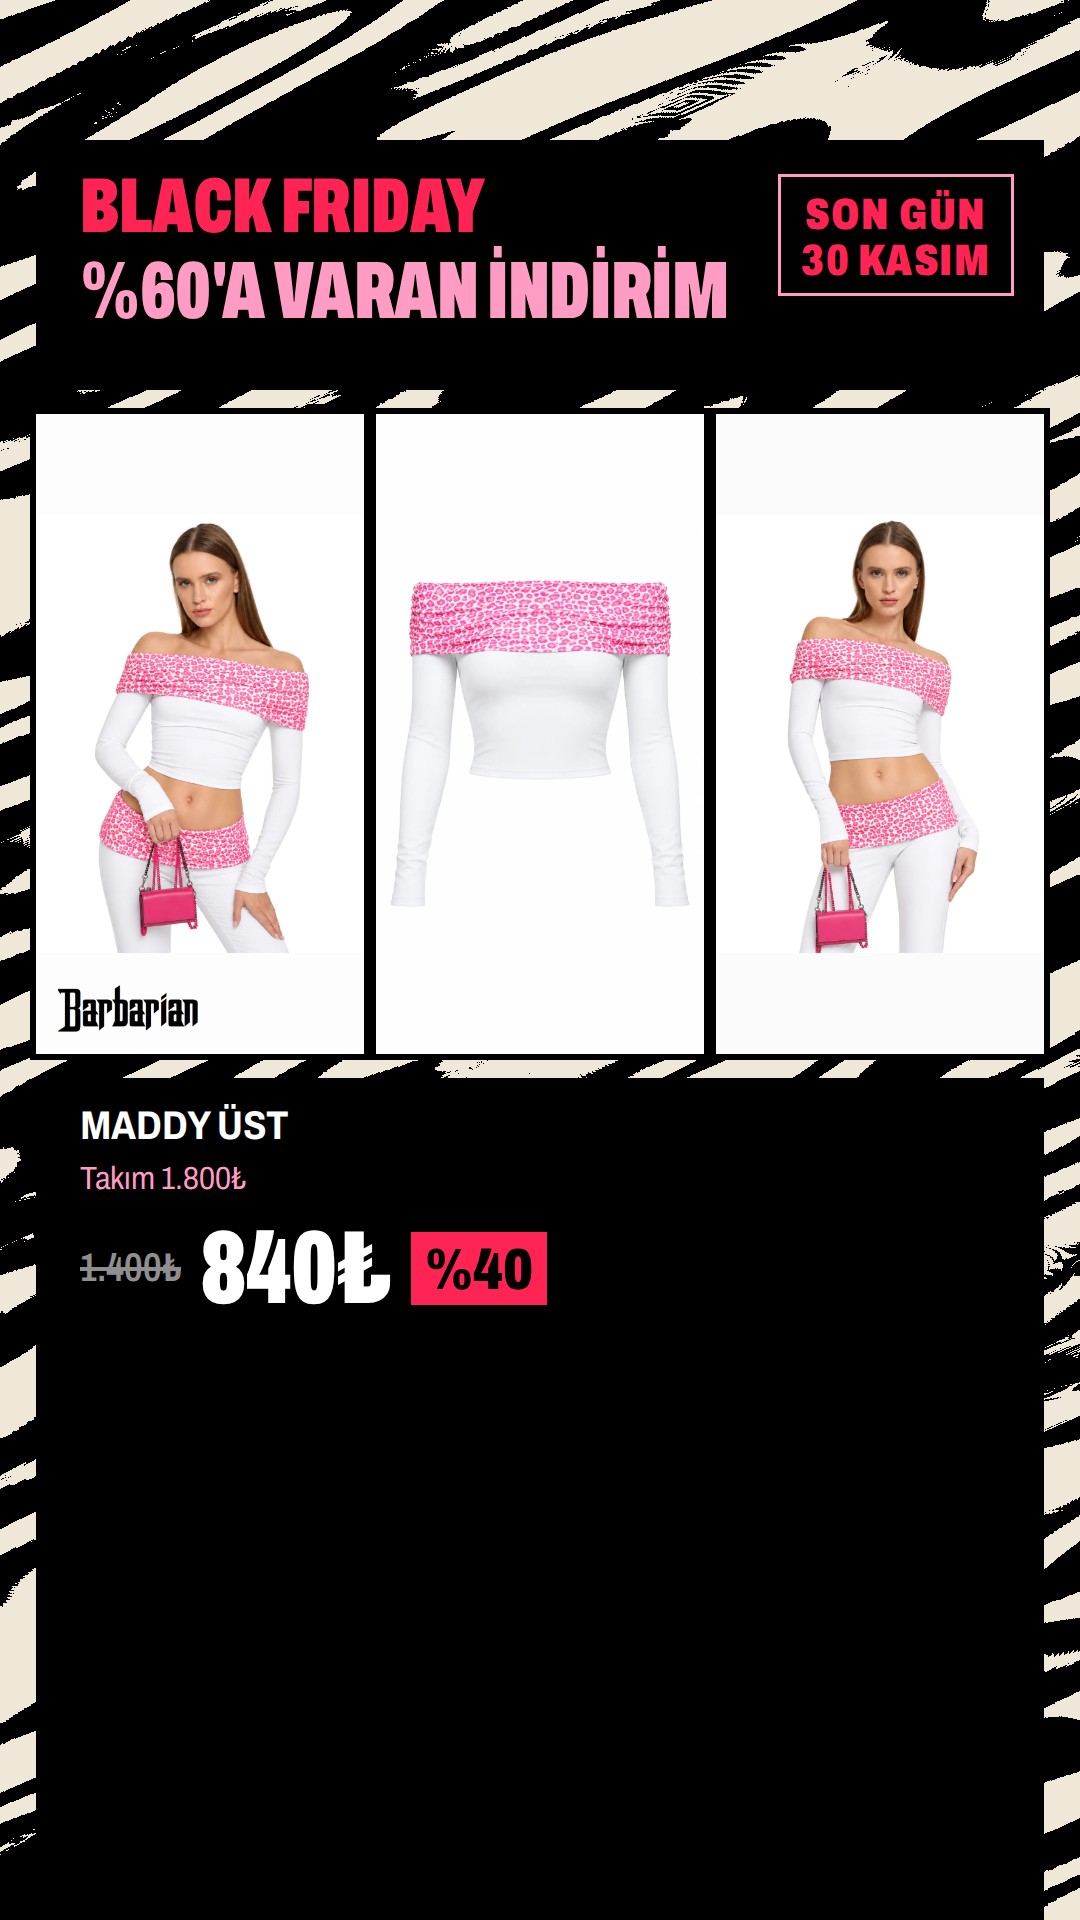 BLACK FRIDAY
%60'A VARAN İNDİRİM
SON GÜN
30 KASIM
Barbarian
MADDY ÜST
Takım 1.800₺
1.400₺ 840₺ %40